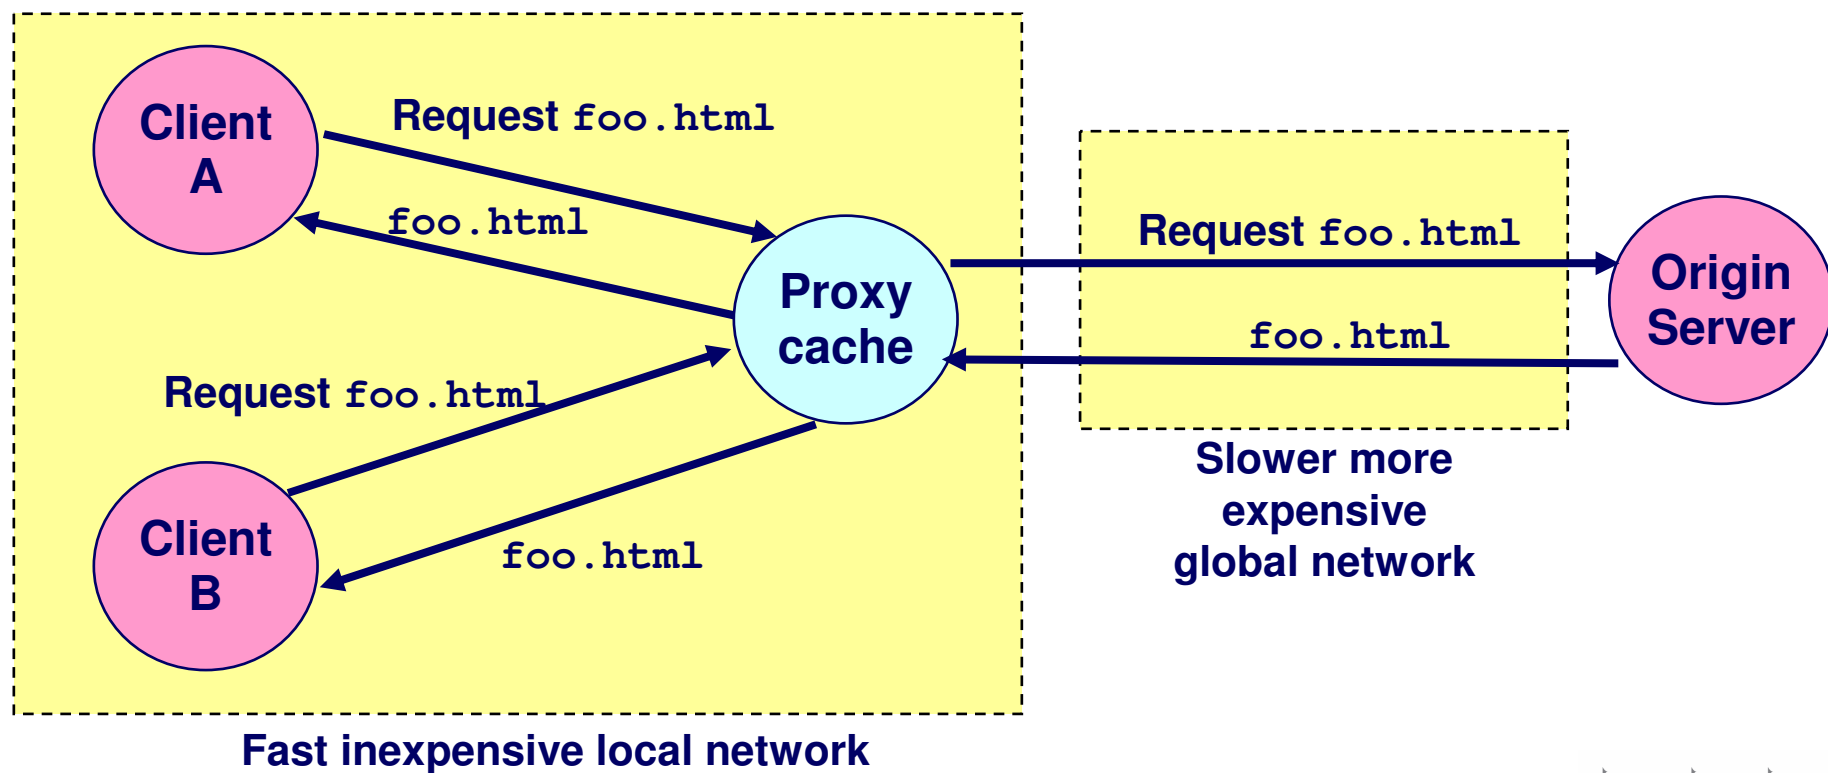 Client
A
Request foo.html
foo.html
Proxy
cache
Request foo.html
foo.html
Client
B
Request foo.html
foo.html
Origin
Server
Slower more
expensive
global network
Fast inexpensive local network